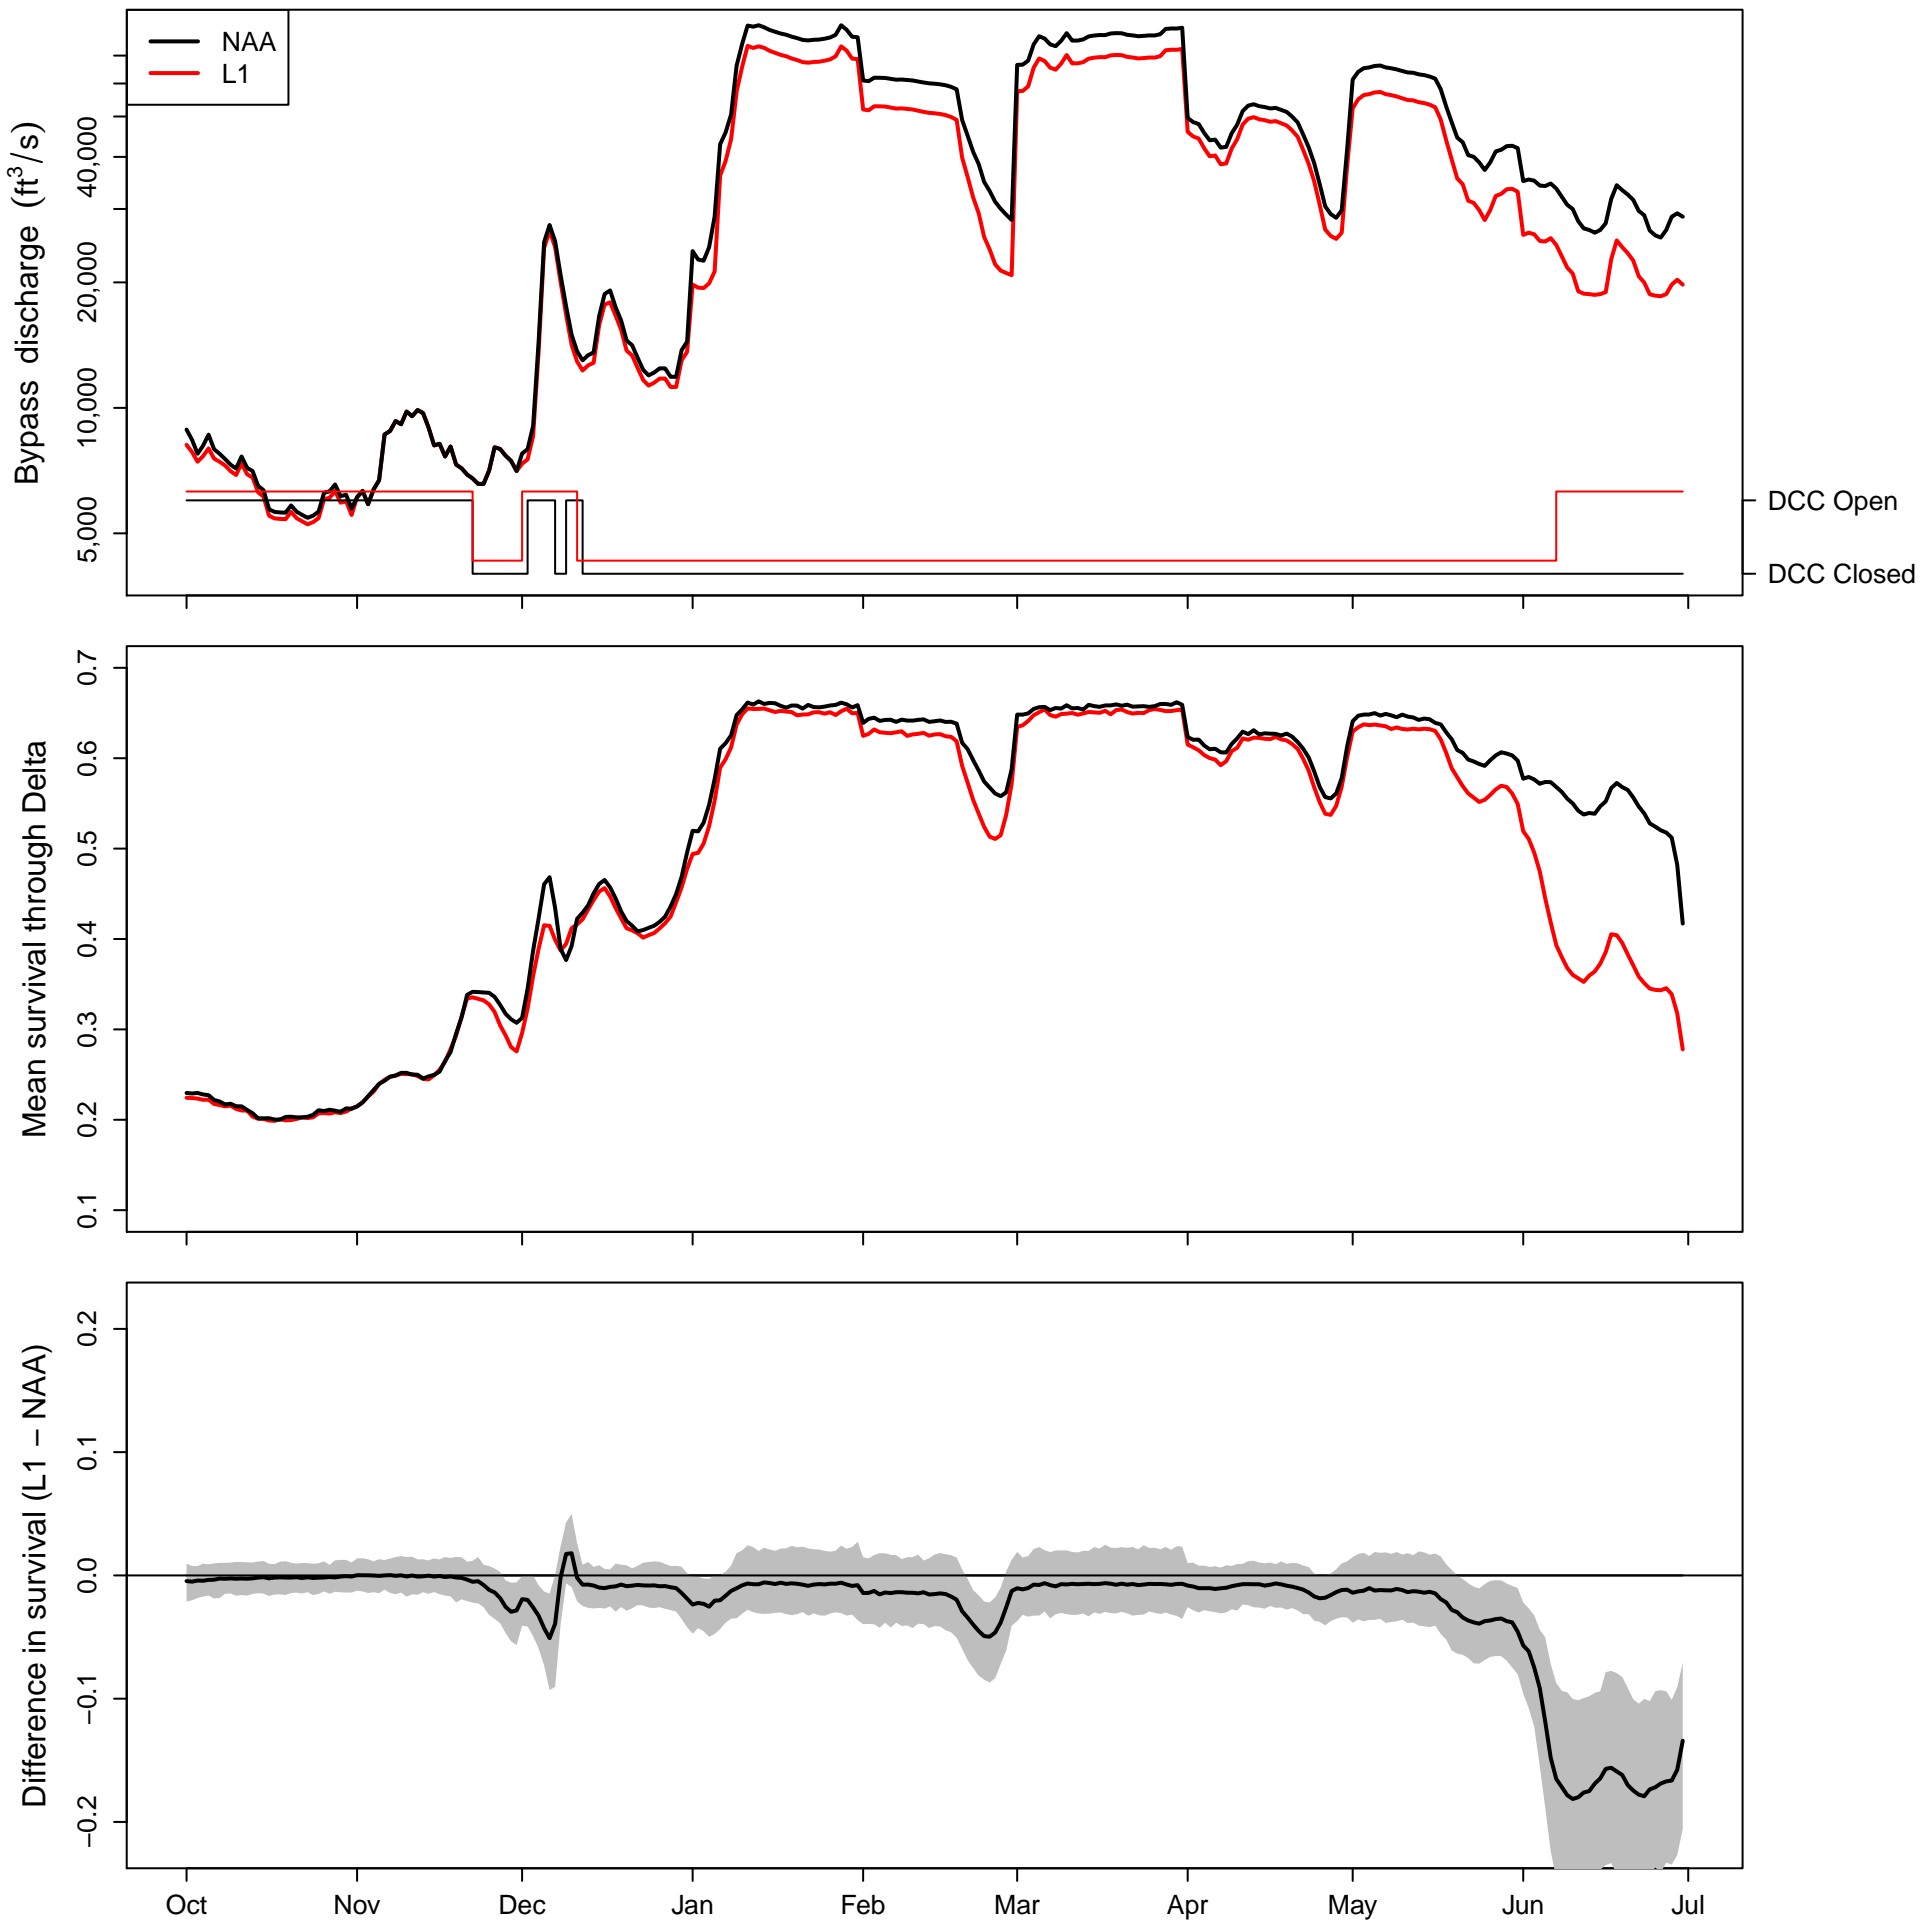 NAA
L1
Bypass discharge (ft³/s)
40,000
20,000
10,000
5,000
DCC Open
DCC Closed
Mean survival through Delta
0.7
0.6
0.5
0.4
0.3
0.2
0.1
Difference in survival (L1 – NAA)
0.2
0.1
0.0
−0.1
−0.2
Oct Nov Dec Jan Feb Mar Apr May Jun Jul